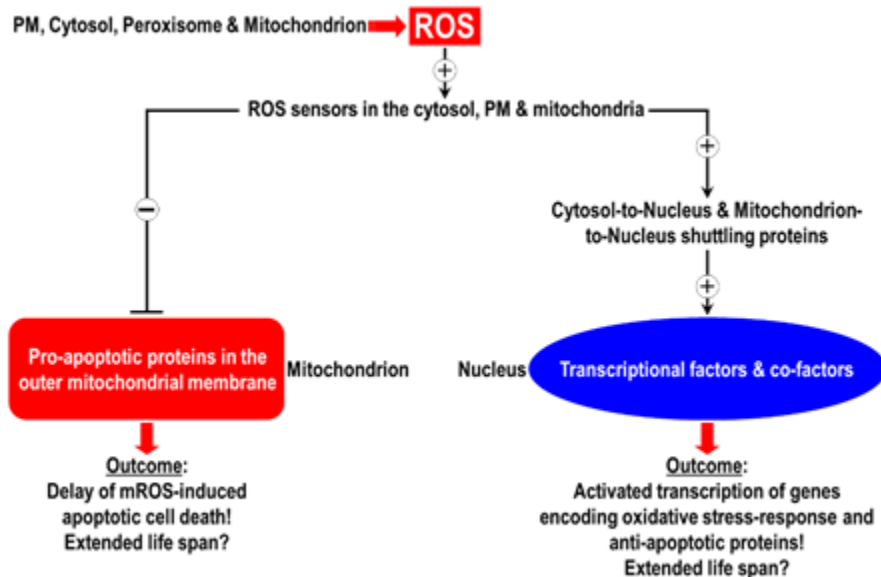 PM, Cytosol, Peroxisome & Mitochondrion ROS
+
ROS sensors in the cytosol, PM & mitochondria
+
−
Cytosol-to-Nucleus & Mitochondrion-
to-Nucleus shuttling proteins
+
Pro-apoptotic proteins in the
outer mitochondrial membrane
Mitochondrion
Nucleus
Transcriptional factors & co-factors
Outcome:
Delay of mROS-induced
apoptotic cell death!
Extended life span?
Outcome:
Activated transcription of genes
encoding oxidative stress-response and
anti-apoptotic proteins!
Extended life span?